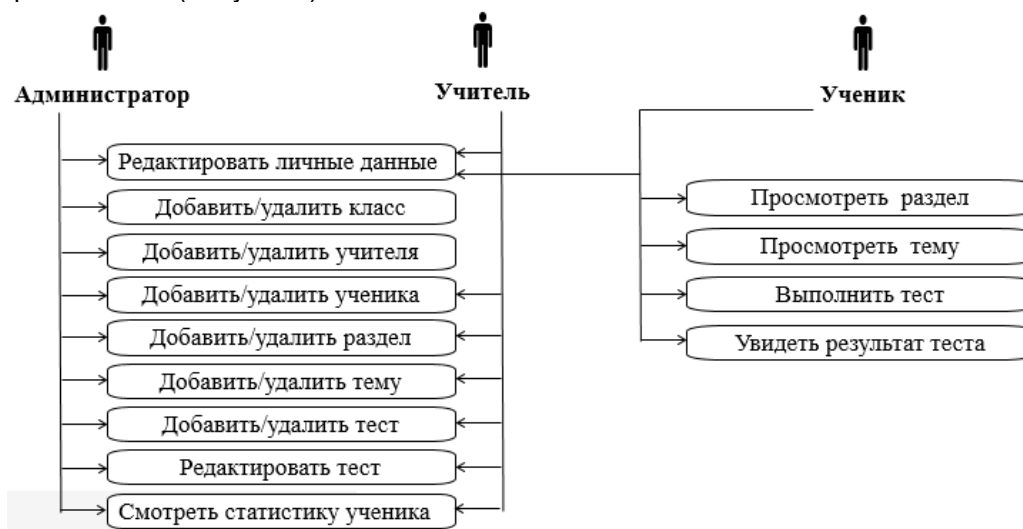 Администратор
Учитель
Ученик
Редактировать личные данные
Добавить/удалить класс
Добавить/удалить учителя
Добавить/удалить ученика
Добавить/удалить раздел
Добавить/удалить тему
Добавить/удалить тест
Редактировать тест
Смотреть статистику ученика
Просмотреть раздел
Просмотреть тему
Выполнить тест
Увидеть результат теста